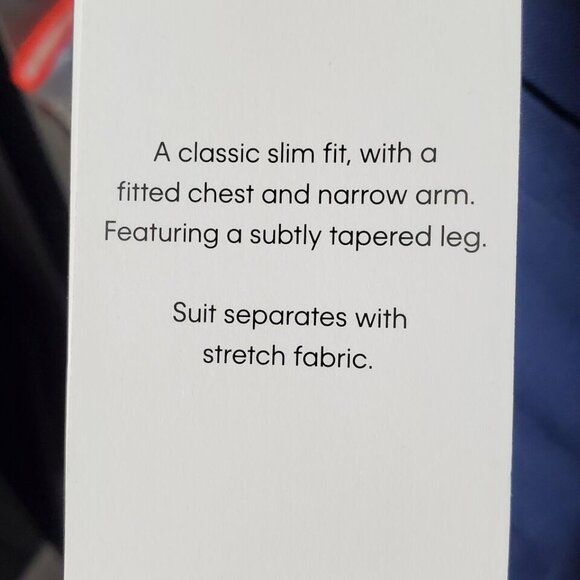 A classic slim fit, with a
fitted chest and narrow arm.
Featuring a subtly tapered leg.
Suit separates with
stretch fabric.